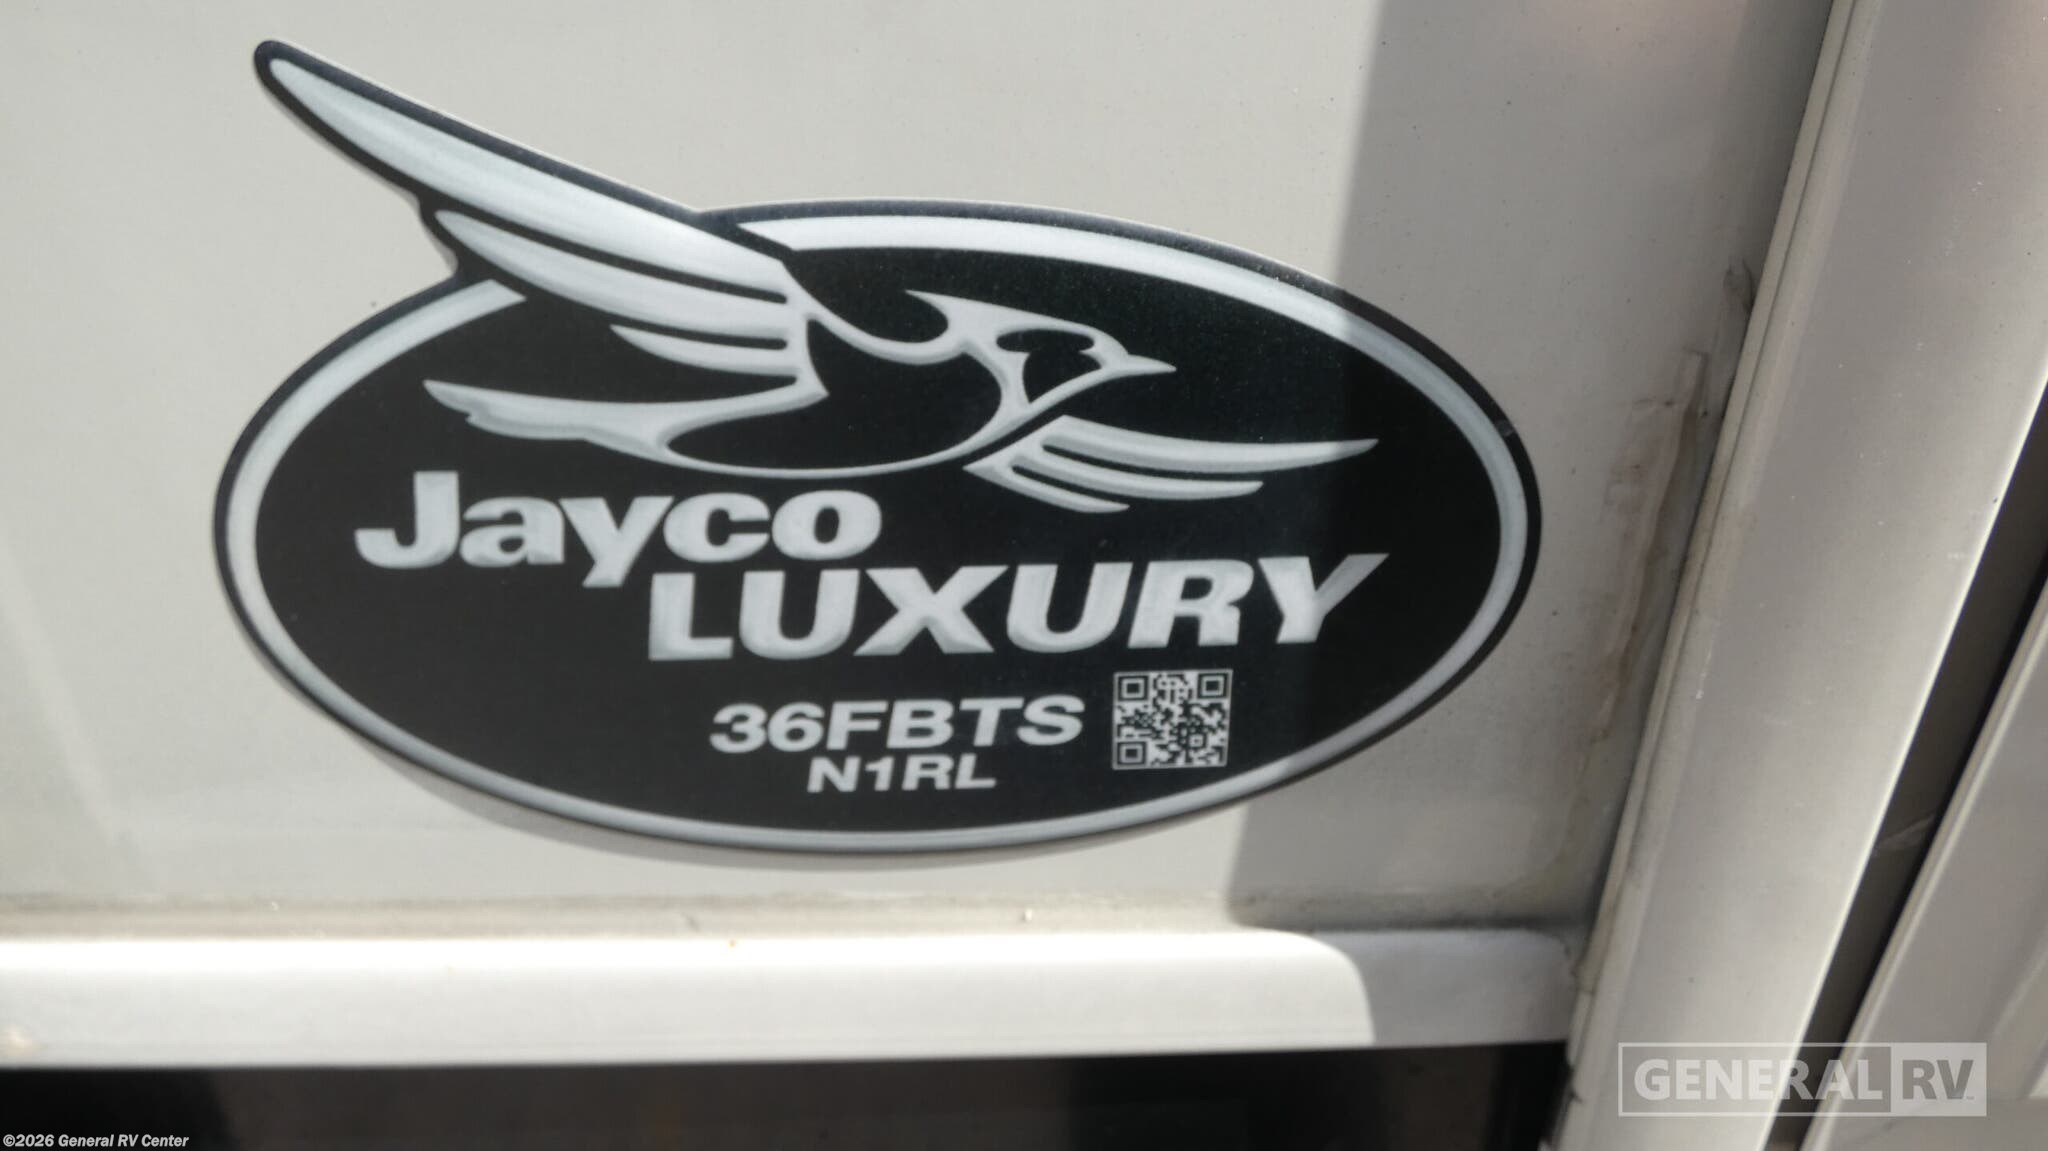 Jayco
LUXURY
36FBTS
N1RL
GENERAL RV
©2026 General RV Center